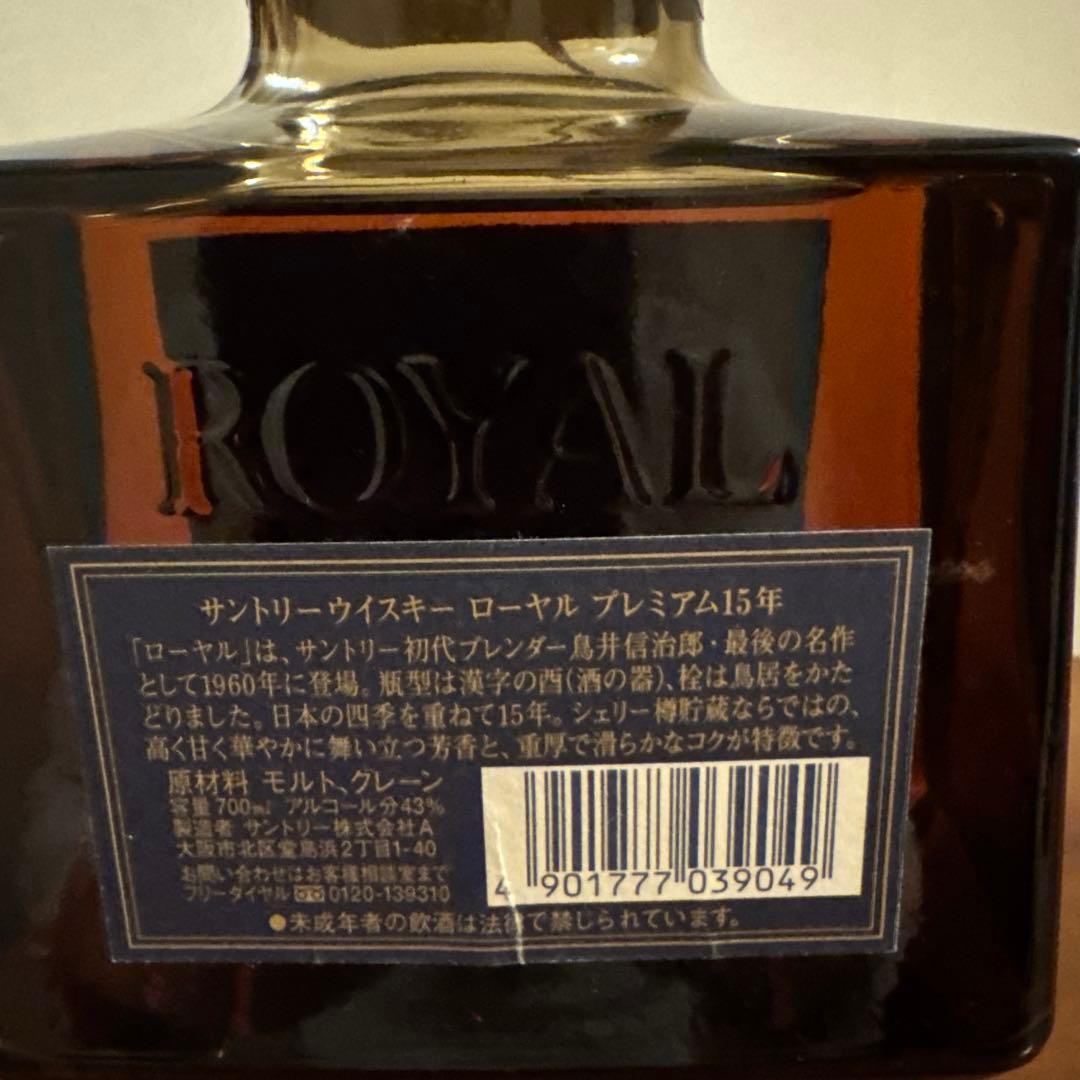 ROYAL
サントリーウイスキー ローヤル プレミアム15年
「ローヤル」は、サントリー初代ブレンダー鳥井信治郎・最後の名作
として1960年に登場。瓶型は漢字の酉(酒の器)、栓は鳥居をかた
どりました。日本の四季を重ねて15年。シェリー樽貯蔵ならではの、
高く甘く華やかに舞い立つ芳香と、重厚で滑らかなコクが特徴です。
原材料 モルト、グレーン
容量 700ml アルコール分43%
製造者 サントリー株式会社A
大阪市北区堂島浜2丁目1-40
お問い合わせはお客様相談室まで
フリーダイヤル 0120-139310
4 901777 039049
●未成年者の飲酒は法律で禁じられています。